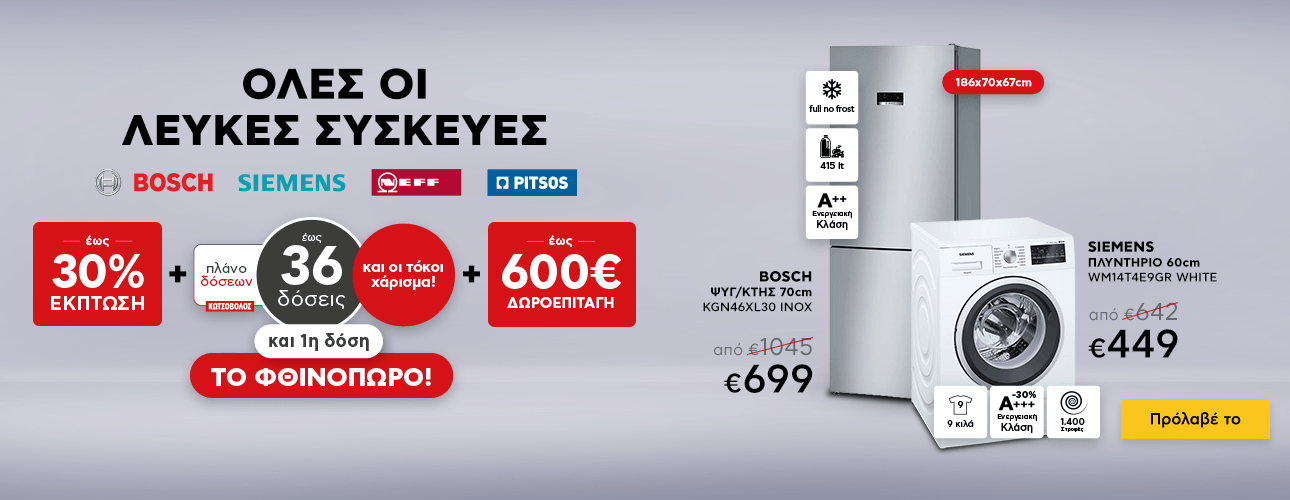 ΟΛΕΣ ΟΙ
ΛΕΥΚΕΣ ΣΥΣΚΕΥΕΣ
BOSCH SIEMENS NEFF PITSOS
έως
30%
ΕΚΠΤΩΣΗ
+
πλάνο
δόσεων
ΚΩΤΣΟΒΟΛΟΣ
έως
36
δόσεις
και οι τόκοι
χάρισμα!
+
έως
600€
ΔΩΡΟΕΠΙΤΑΓΗ
και 1η δόση
ΤΟ ΦΘΙΝΟΠΩΡΟ!
186x70x67cm
full no frost
415 lt
A++
Ενεργειακή
Κλάση
BOSCH
ΨΥΓ/ΚΤΗΣ 70cm
KGN46XL30 INOX
από €1045
€699
SIEMENS
ΠΛΥΝΤΗΡΙΟ 60cm
WM14T4E9GR WHITE
από €642
€449
9
9 κιλά
-30%
A+++
Ενεργειακή
Κλάση
1.400
Στροφές
Πρόλαβέ το